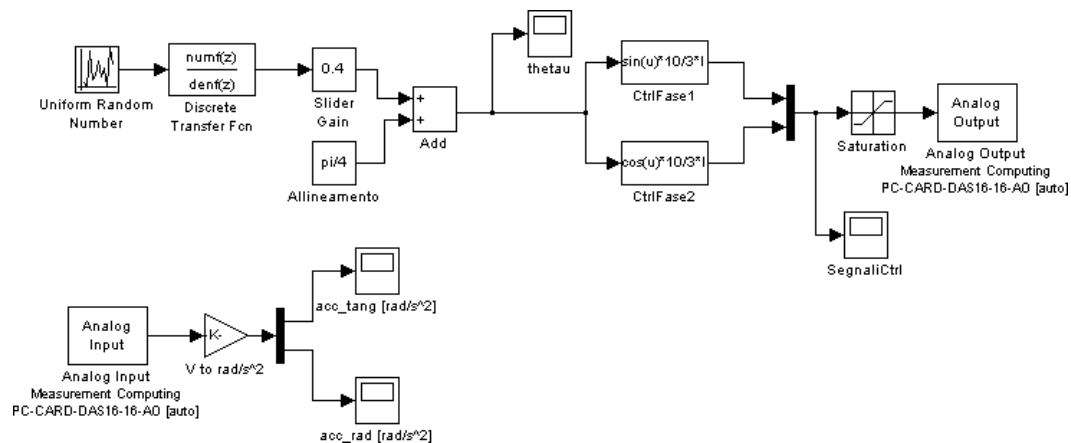 numf(z)
denf(z)
Uniform Random
Number
Discrete
Transfer Fcn
0.4
Slider
Gain
+
+
Add
pi/4
Allineamento
thetau
sin(u)*10/3*I
CtrlFase1
cos(u)*10/3*I
CtrlFase2
Saturation
Analog
Output
Analog Output
Measurement Computing
PC-CARD-DAS16-16-AO [auto]
SegnaliCtrl
Analog
Input
Analog Input
Measurement Computing
PC-CARD-DAS16-16-AO [auto]
K-
V to rad/s^2
acc_tang [rad/s^2]
acc_rad [rad/s^2]